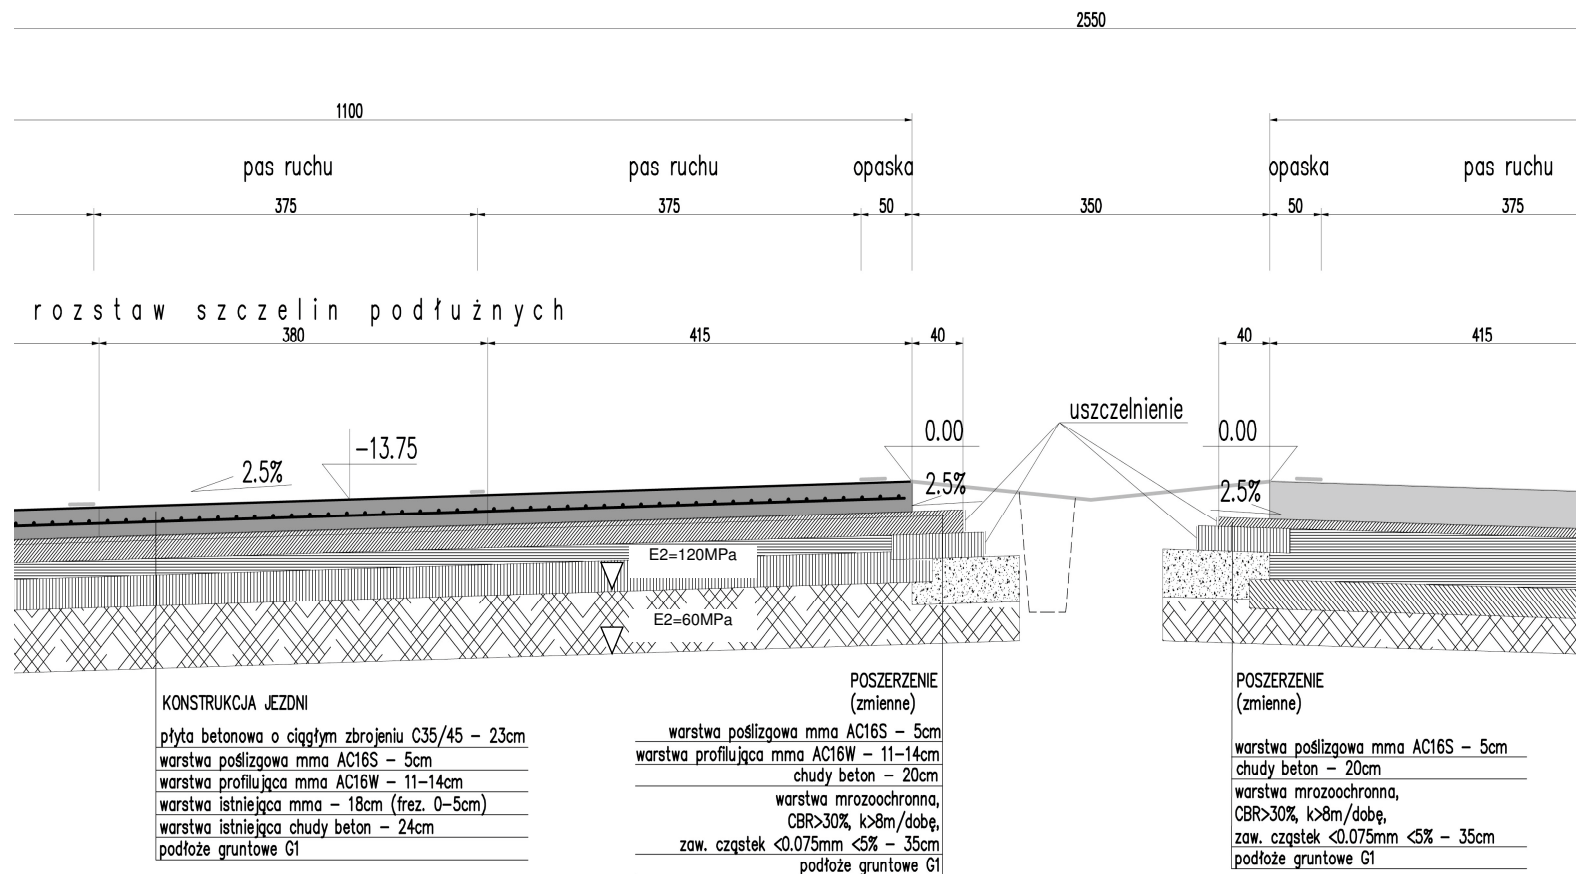 2550
1100
pas ruchu pas ruchu opaska opaska pas ruchu
375 375 50 350 50 375
rozstaw szczelin podłużnych
380 415 40 40 415
uszczelnienie
0.00 0.00
-13.75
2.5% 2.5% 2.5%
E2=120MPa
E2=60MPa
KONSTRUKCJA JEZDNI
płyta betonowa o ciągłym zbrojeniu C35/45 - 23cm
warstwa poślizgowa mma AC16S - 5cm
warstwa profilująca mma AC16W - 11-14cm
warstwa istniejąca mma - 18cm (frez. 0-5cm)
warstwa istniejąca chudy beton - 24cm
podłoże gruntowe G1
POSZERZENIE
(zmienne)
warstwa poślizgowa mma AC16S - 5cm
warstwa profilująca mma AC16W - 11-14cm
chudy beton - 20cm
warstwa mrozoochronna,
CBR>30%, k>8m/dobę,
zaw. cząstek <0.075mm <5% - 35cm
podłoże gruntowe G1
POSZERZENIE
(zmienne)
warstwa poślizgowa mma AC16S - 5cm
chudy beton - 20cm
warstwa mrozoochronna,
CBR>30%, k>8m/dobę,
zaw. cząstek <0.075mm <5% - 35cm
podłoże gruntowe G1